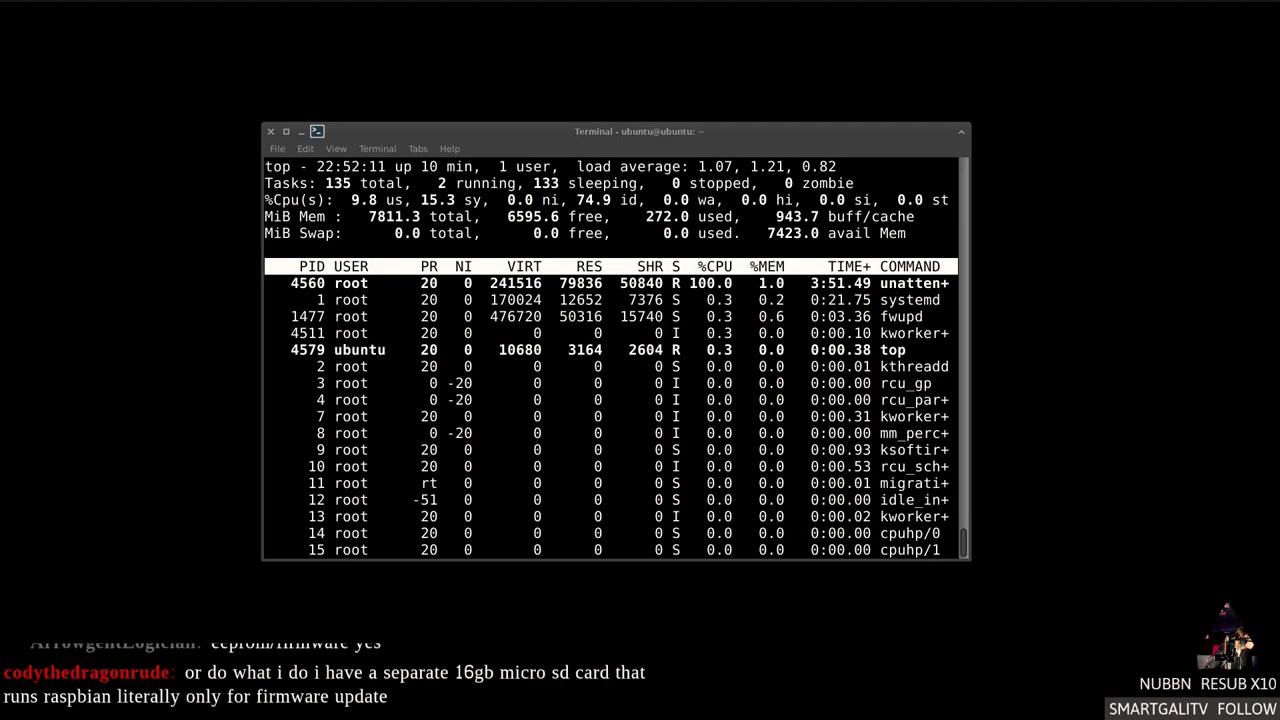 Terminal - ubuntu@ubuntu: ~
File Edit View Terminal Tabs Help
top - 22:52:11 up 10 min, 1 user, load average: 1.07, 1.21, 0.82
Tasks: 135 total, 2 running, 133 sleeping, 0 stopped, 0 zombie
%Cpu(s): 9.8 us, 15.3 sy, 0.0 ni, 74.9 id, 0.0 wa, 0.0 hi, 0.0 si, 0.0 st
MiB Mem : 7811.3 total, 6595.6 free, 272.0 used, 943.7 buff/cache
MiB Swap: 0.0 total, 0.0 free, 0.0 used. 7423.0 avail Mem
PID USER PR NI VIRT RES SHR S %CPU %MEM TIME+ COMMAND
4560 root 20 0 241516 79836 50840 R 100.0 1.0 3:51.49 unatten+
1 root 20 0 170024 12652 7376 S 0.3 0.2 0:21.75 systemd
1477 root 20 0 476720 50316 15740 S 0.3 0.6 0:03.36 fwupd
4511 root 20 0 0 0 0 I 0.3 0.0 0:00.10 kworker+
4579 ubuntu 20 0 10680 3164 2604 R 0.3 0.0 0:00.38 top
2 root 20 0 0 0 0 S 0.0 0.0 0:00.01 kthreadd
3 root 0 -20 0 0 0 I 0.0 0.0 0:00.00 rcu_gp
4 root 0 -20 0 0 0 I 0.0 0.0 0:00.00 rcu_par+
7 root 20 0 0 0 0 I 0.0 0.0 0:00.31 kworker+
8 root 0 -20 0 0 0 I 0.0 0.0 0:00.00 mm_perc+
9 root 20 0 0 0 0 S 0.0 0.0 0:00.93 ksoftir+
10 root 20 0 0 0 0 I 0.0 0.0 0:00.53 rcu_sch+
11 root rt 0 0 0 0 S 0.0 0.0 0:00.01 migrati+
12 root -51 0 0 0 0 S 0.0 0.0 0:00.00 idle_in+
13 root 20 0 0 0 0 I 0.0 0.0 0:00.02 kworker+
14 root 20 0 0 0 0 S 0.0 0.0 0:00.00 cpuhp/0
15 root 20 0 0 0 0 S 0.0 0.0 0:00.00 cpuhp/1
ArrowgentLogician: eeprom/firmware yes
codythedragonrude: or do what i do i have a separate 16gb micro sd card that
runs raspbian literally only for firmware update
NUBBN RESUB X10
SMARTGALITV FOLLOW